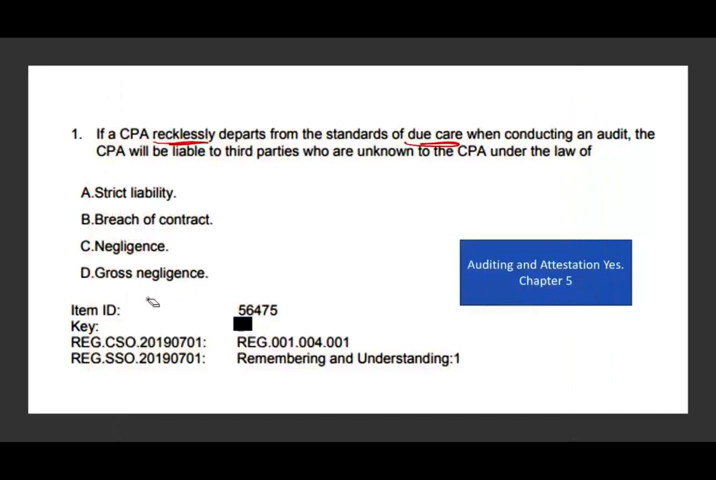 1. If a CPA recklessly departs from the standards of due care when conducting an audit, the
CPA will be liable to third parties who are unknown to the CPA under the law of
A.Strict liability.
B.Breach of contract.
C.Negligence.
D.Gross negligence.
Auditing and Attestation Yes.
Chapter 5
Item ID: 56475
Key:
REG.CSO.20190701: REG.001.004.001
REG.SSO.20190701: Remembering and Understanding:1